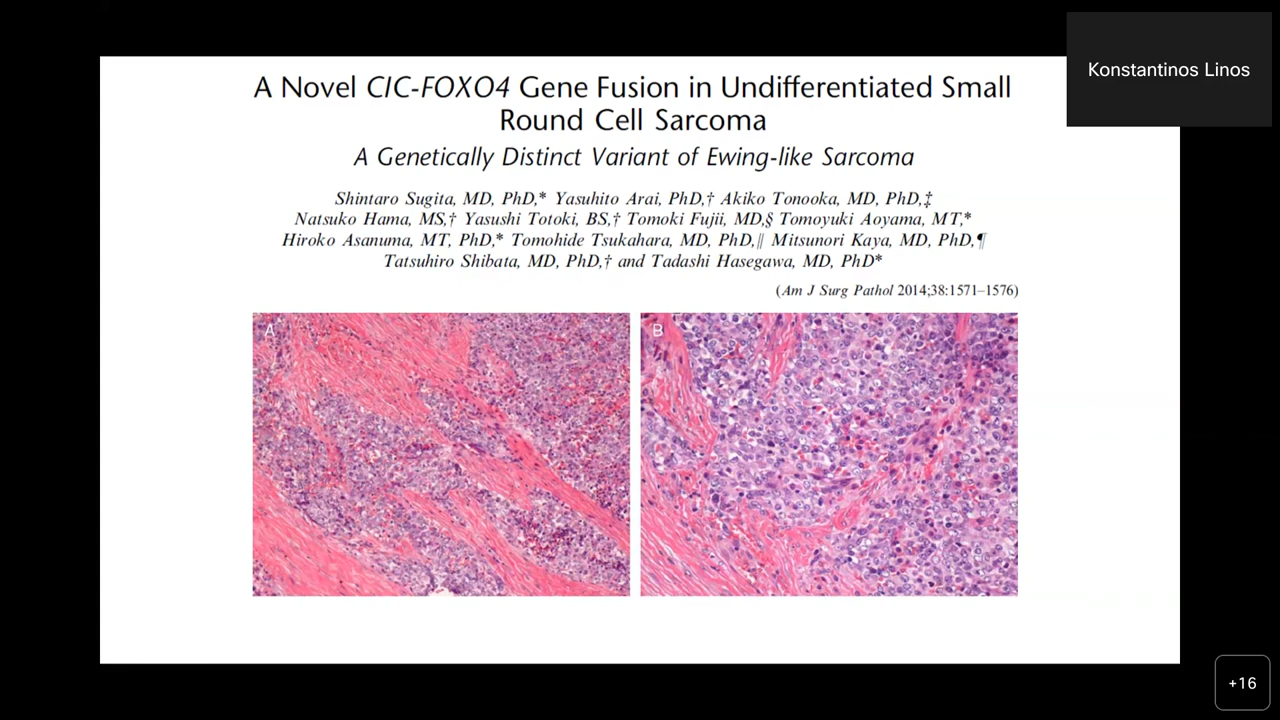 Konstantinos Linos
A Novel CIC-FOXO4 Gene Fusion in Undifferentiated Small
Round Cell Sarcoma
A Genetically Distinct Variant of Ewing-like Sarcoma
Shintaro Sugita, MD, PhD,* Yasuhito Arai, PhD,† Akiko Tonooka, MD, PhD,‡
Natsuko Hama, MS,† Yasushi Totoki, BS,† Tomoki Fujii, MD,§ Tomoyuki Aoyama, MT,*
Hiroko Asanuma, MT, PhD,* Tomohide Tsukahara, MD, PhD,∥ Mitsunori Kaya, MD, PhD,¶
Tatsuhiro Shibata, MD, PhD,† and Tadashi Hasegawa, MD, PhD*
(Am J Surg Pathol 2014;38:1571–1576)
A
B
+16